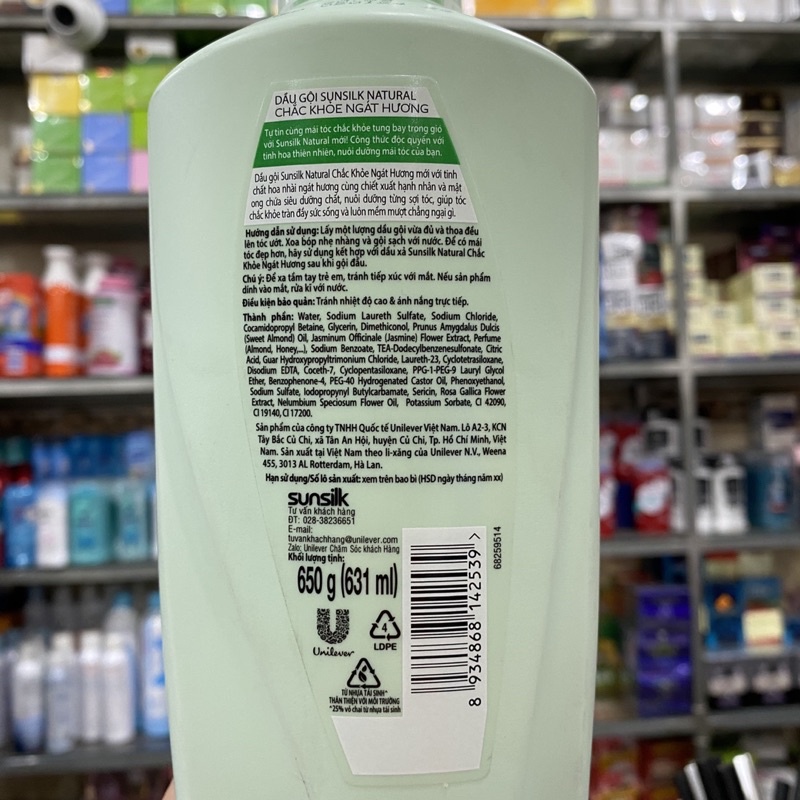 DẦU GỘI SUNSILK NATURAL
CHẮC KHỎE NGÁT HƯƠNG
Tự tin cùng mái tóc chắc khỏe tung bay trong gió
với Sunsilk Natural mới! Công thức độc quyền với
tinh hoa thiên nhiên, nuôi dưỡng mái tóc của bạn.
Dầu gội Sunsilk Natural Chắc Khỏe Ngát Hương mới với tinh
chất hoa nhài ngát hương cùng chiết xuất hạnh nhân và mật
ong chứa siêu dưỡng chất, nuôi dưỡng từng sợi tóc, giúp tóc
chắc khỏe tràn đầy sức sống và luôn mềm mượt chẳng ngại gì.
Hướng dẫn sử dụng: Lấy một lượng dầu gội vừa đủ và thoa đều
lên tóc ướt. Xoa bóp nhẹ nhàng và gội sạch với nước. Để có mái
tóc đẹp hơn, hãy sử dụng kết hợp với dầu xả Sunsilk Natural Chắc
Khỏe Ngát Hương sau khi gội đầu.
Chú ý: Để xa tầm tay trẻ em, tránh tiếp xúc với mắt. Nếu sản phẩm
dính vào mắt, rửa kĩ với nước.
Điều kiện bảo quản: Tránh nhiệt độ cao & ánh nắng trực tiếp.
Thành phần: Water, Sodium Laureth Sulfate, Sodium Chloride,
Cocamidopropyl Betaine, Glycerin, Dimethiconol, Prunus Amygdalus Dulcis
(Sweet Almond) Oil, Jasminum Officinale (Jasmine) Flower Extract, Perfume
(Almond, Honey,...), Sodium Benzoate, TEA-Dodecylbenzenesulfonate, Citric
Acid, Guar Hydroxypropyltrimonium Chloride, Laureth-23, Cyclotetrasiloxane,
Disodium EDTA, Coceth-7, Cyclopentasiloxane, PPG-1-PEG-9 Lauryl Glycol
Ether, Benzophenone-4, PEG-40 Hydrogenated Castor Oil, Phenoxyethanol,
Sodium Sulfate, Iodopropynyl Butylcarbamate, Sericin, Rosa Gallica Flower
Extract, Nelumbium Speciosum Flower Oil, Potassium Sorbate, CI 42090,
CI 19140, CI 17200.
Sản phẩm của công ty TNHH Quốc tế Unilever Việt Nam. Lô A2-3, KCN
Tây Bắc Củ Chi, xã Tân An Hội, huyện Củ Chi, Tp. Hồ Chí Minh, Việt
Nam. Sản xuất tại Việt Nam theo li-xăng của Unilever N.V., Weena
455, 3013 AL Rotterdam, Hà Lan.
Hạn sử dụng/Số lô sản xuất: xem trên bao bì (HSD ngày tháng năm xx)
sunsilk
Tư vấn khách hàng
ĐT: 028-38236651
E-mail:
tuvankhachhang@unilever.com
Zalo: Unilever Chăm Sóc Khách Hàng
Khối lượng tịnh:
650 g (631 ml)
Unilever
4
LDPE
TỪ NHỰA TÁI SINH*
THÂN THIỆN VỚI MÔI TRƯỜNG
*25% vỏ chai từ nhựa tái sinh
8 934868 142539 >
68259514